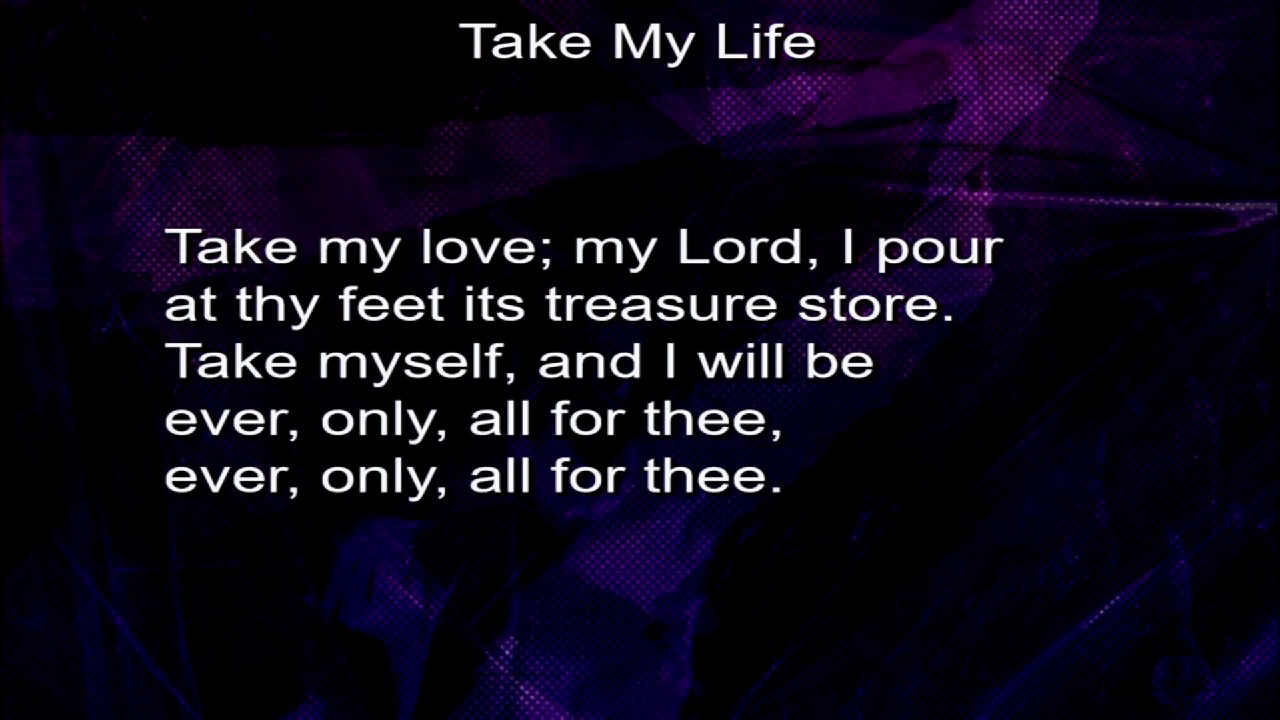 Take My Life
Take my love; my Lord, I pour
at thy feet its treasure store.
Take myself, and I will be
ever, only, all for thee,
ever, only, all for thee.